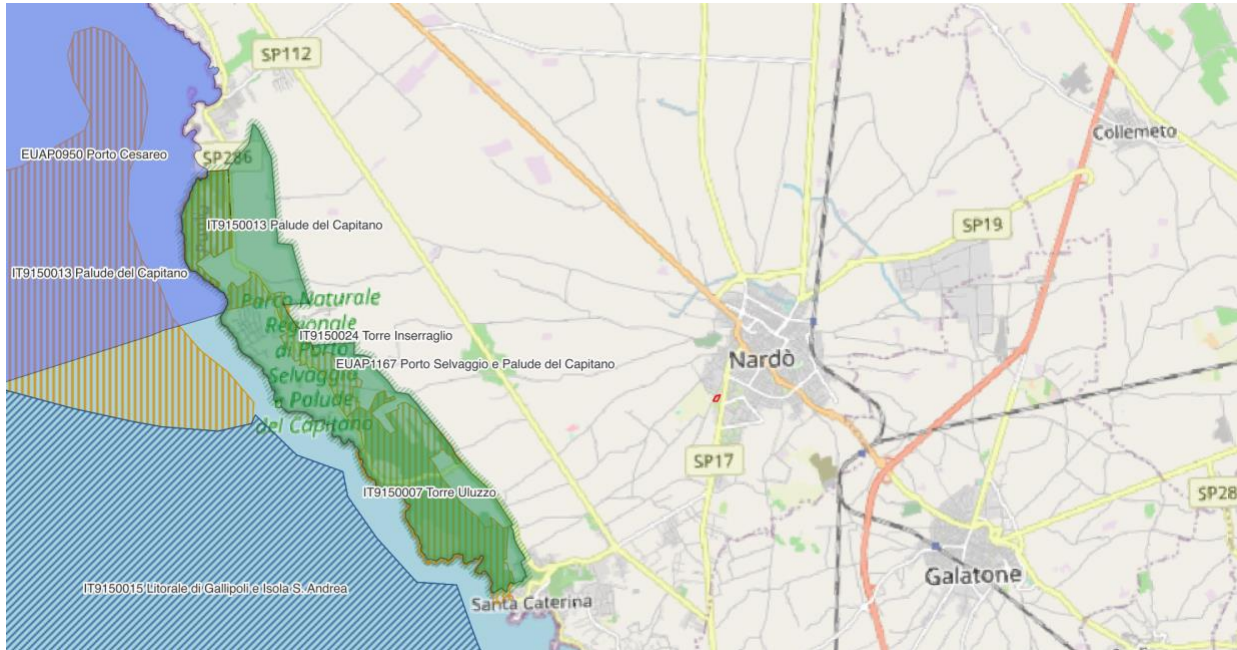 SP112
Collemeto
EUAP0950 Porto Cesareo
SP286
IT9150013 Palude del Capitano
SP19
IT9150013 Palude del Capitano
Parco Naturale
Regionale
di Porto
Selvaggio
e Palude
del Capitano
IT9150024 Torre Inserraglio
EUAP1167 Porto Selvaggio e Palude del Capitano
Nardò
SP17
IT9150007 Torre Uluzzo
SP28
Galatone
IT9150015 Litorale di Gallipoli e Isola S. Andrea
Santa Caterina